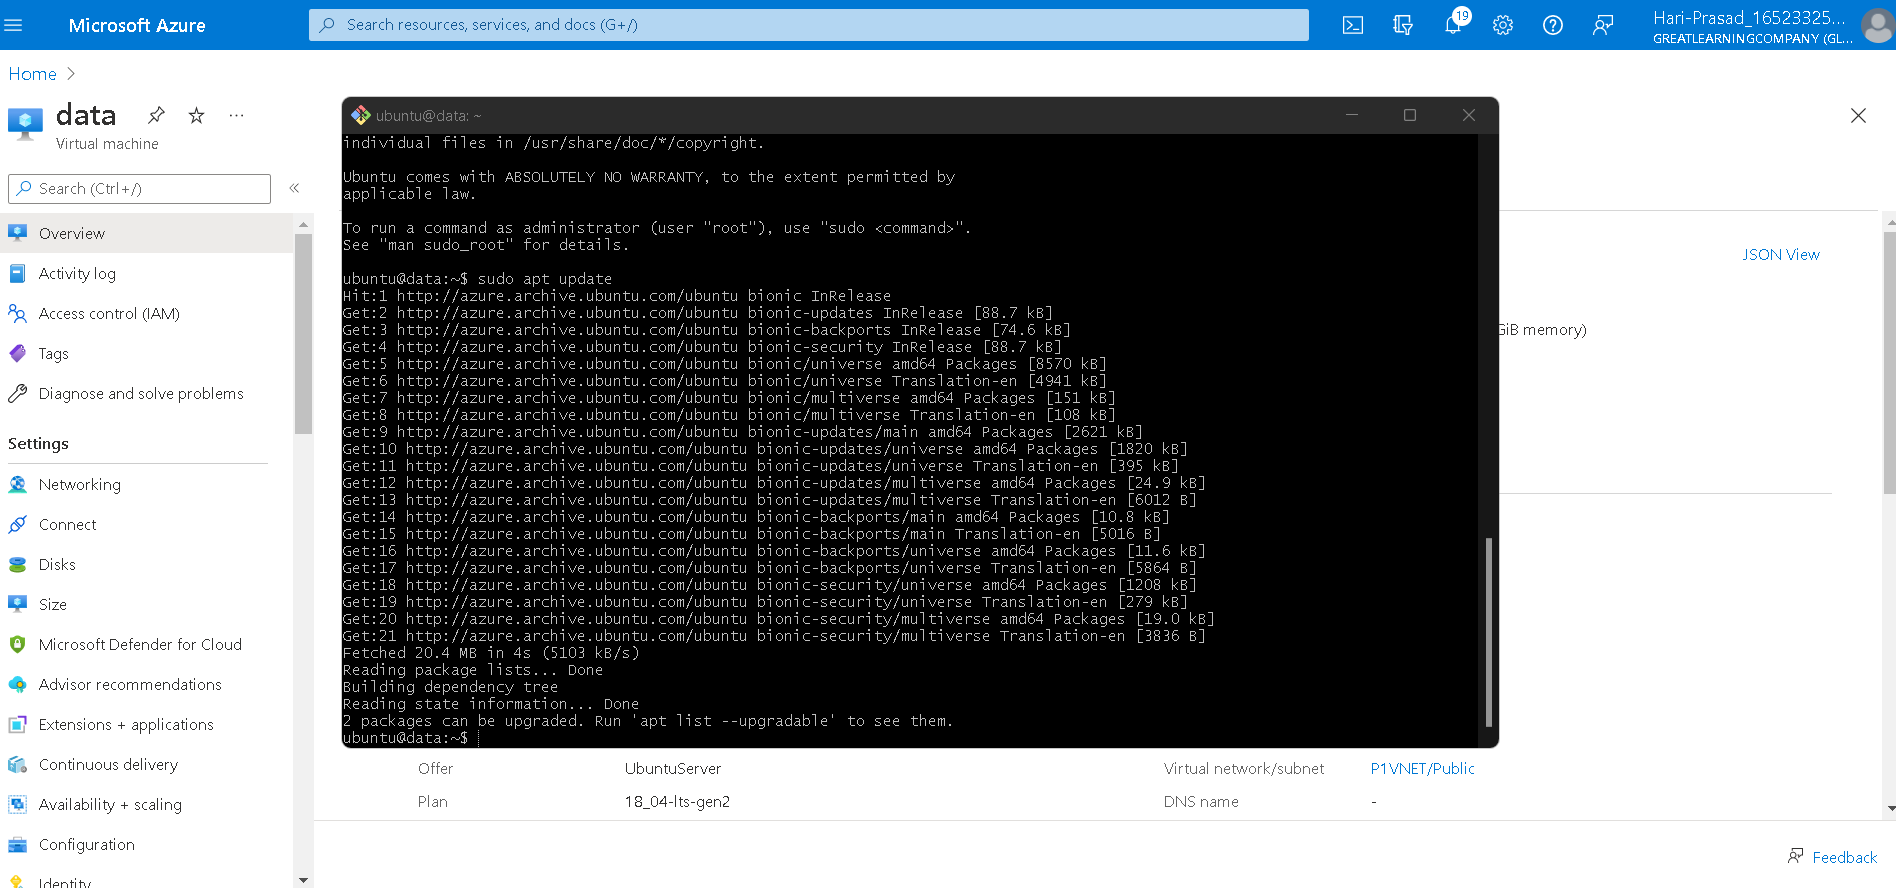 Microsoft Azure
Search resources, services, and docs (G+/)
19
Hari-Prasad_16523325...
GREATLEARNINGCOMPANY (GL...
Home
data
Virtual machine
Search (Ctrl+/)
Overview
Activity log
Access control (IAM)
Tags
Diagnose and solve problems
Settings
Networking
Connect
Disks
Size
Microsoft Defender for Cloud
Advisor recommendations
Extensions + applications
Continuous delivery
Availability + scaling
Configuration
Identity
ubuntu@data: ~
individual files in /usr/share/doc/*/copyright.
Ubuntu comes with ABSOLUTELY NO WARRANTY, to the extent permitted by
applicable law.
To run a command as administrator (user "root"), use "sudo <command>".
See "man sudo_root" for details.
ubuntu@data:~$ sudo apt update
Hit:1 http://azure.archive.ubuntu.com/ubuntu bionic InRelease
Get:2 http://azure.archive.ubuntu.com/ubuntu bionic-updates InRelease [88.7 kB]
Get:3 http://azure.archive.ubuntu.com/ubuntu bionic-backports InRelease [74.6 kB]
Get:4 http://azure.archive.ubuntu.com/ubuntu bionic-security InRelease [88.7 kB]
Get:5 http://azure.archive.ubuntu.com/ubuntu bionic/universe amd64 Packages [8570 kB]
Get:6 http://azure.archive.ubuntu.com/ubuntu bionic/universe Translation-en [4941 kB]
Get:7 http://azure.archive.ubuntu.com/ubuntu bionic/multiverse amd64 Packages [151 kB]
Get:8 http://azure.archive.ubuntu.com/ubuntu bionic/multiverse Translation-en [108 kB]
Get:9 http://azure.archive.ubuntu.com/ubuntu bionic-updates/main amd64 Packages [2621 kB]
Get:10 http://azure.archive.ubuntu.com/ubuntu bionic-updates/universe amd64 Packages [1820 kB]
Get:11 http://azure.archive.ubuntu.com/ubuntu bionic-updates/universe Translation-en [395 kB]
Get:12 http://azure.archive.ubuntu.com/ubuntu bionic-updates/multiverse amd64 Packages [24.9 kB]
Get:13 http://azure.archive.ubuntu.com/ubuntu bionic-updates/multiverse Translation-en [6012 B]
Get:14 http://azure.archive.ubuntu.com/ubuntu bionic-backports/main amd64 Packages [10.8 kB]
Get:15 http://azure.archive.ubuntu.com/ubuntu bionic-backports/main Translation-en [5016 B]
Get:16 http://azure.archive.ubuntu.com/ubuntu bionic-backports/universe amd64 Packages [11.6 kB]
Get:17 http://azure.archive.ubuntu.com/ubuntu bionic-backports/universe Translation-en [5864 B]
Get:18 http://azure.archive.ubuntu.com/ubuntu bionic-security/universe amd64 Packages [1208 kB]
Get:19 http://azure.archive.ubuntu.com/ubuntu bionic-security/universe Translation-en [279 kB]
Get:20 http://azure.archive.ubuntu.com/ubuntu bionic-security/multiverse amd64 Packages [19.0 kB]
Get:21 http://azure.archive.ubuntu.com/ubuntu bionic-security/multiverse Translation-en [3836 B]
Fetched 20.4 MB in 4s (5103 kB/s)
Reading package lists... Done
Building dependency tree
Reading state information... Done
2 packages can be upgraded. Run 'apt list --upgradable' to see them.
ubuntu@data:~$
JSON View
GiB memory)
Offer UbuntuServer
Virtual network/subnet P1VNET/Public
Plan 18_04-lts-gen2
DNS name -
Feedback